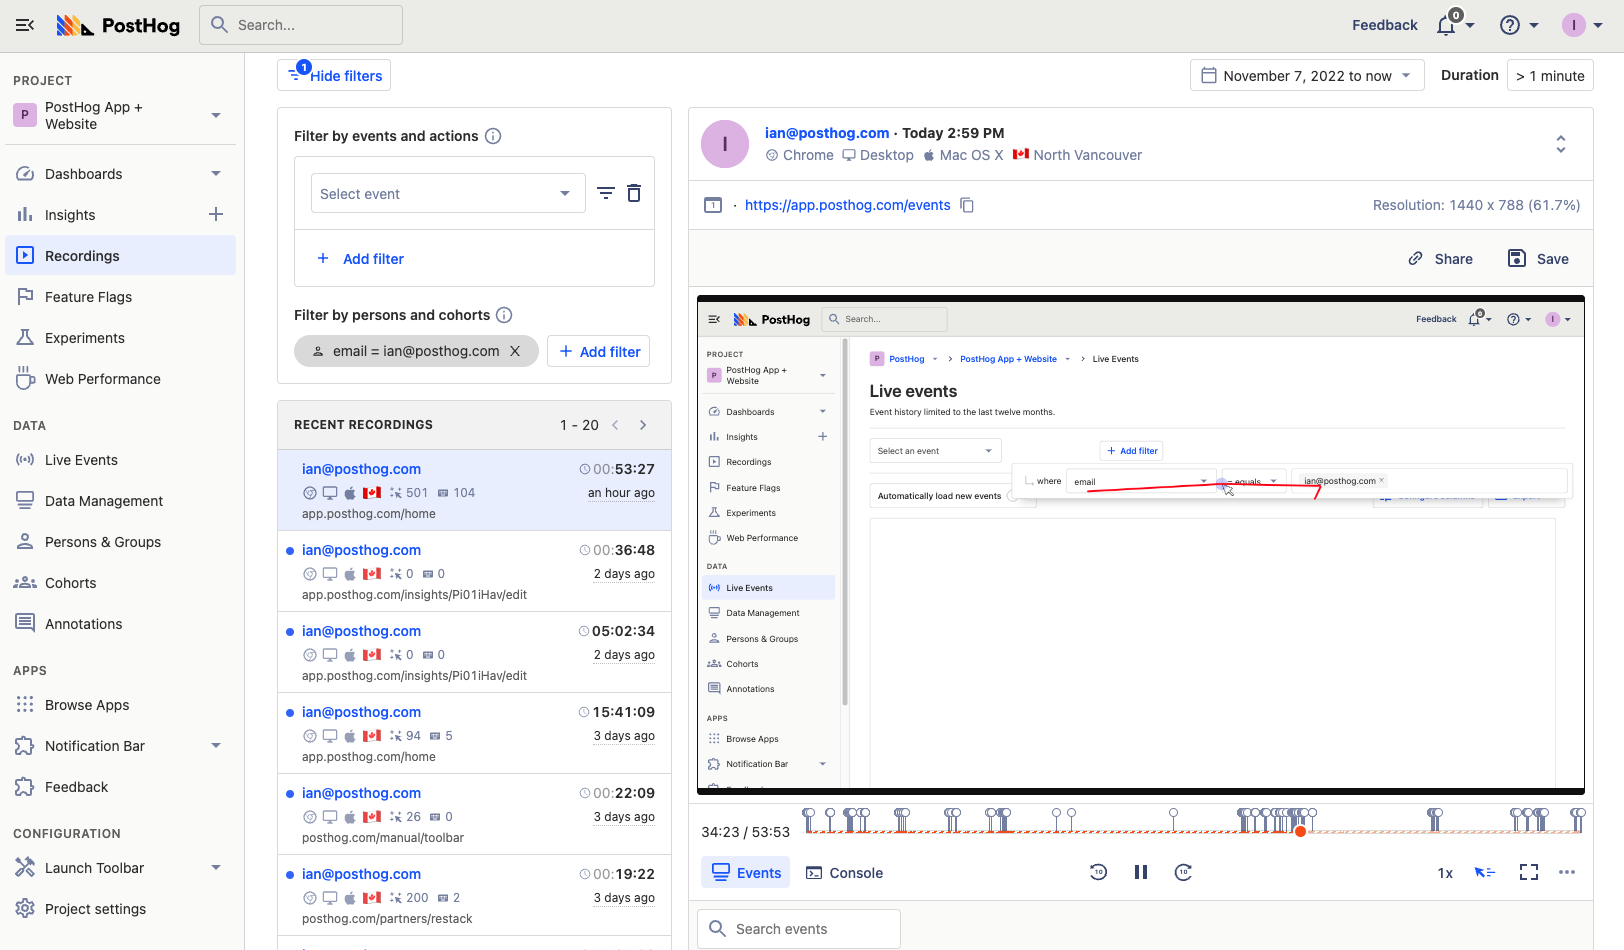 PostHog
Search...
Feedback
0
I
PROJECT
P
PostHog App +
Website
Dashboards
Insights
Recordings
Feature Flags
Experiments
Web Performance
DATA
Live Events
Data Management
Persons & Groups
Cohorts
Annotations
APPS
Browse Apps
Notification Bar
Feedback
CONFIGURATION
Launch Toolbar
Project settings
1
Hide filters
November 7, 2022 to now
Duration
> 1 minute
Filter by events and actions
Select event
+ Add filter
Filter by persons and cohorts
email = ian@posthog.com
+ Add filter
RECENT RECORDINGS
1 - 20
ian@posthog.com 00:53:27
501 104 an hour ago
app.posthog.com/home
ian@posthog.com 00:36:48
0 0 2 days ago
app.posthog.com/insights/Pi01iHav/edit
ian@posthog.com 05:02:34
0 0 2 days ago
app.posthog.com/insights/Pi01iHav/edit
ian@posthog.com 15:41:09
94 5 3 days ago
app.posthog.com/home
ian@posthog.com 00:22:09
26 0 3 days ago
posthog.com/manual/toolbar
ian@posthog.com 00:19:22
200 2 3 days ago
posthog.com/partners/restack
I
ian@posthog.com · Today 2:59 PM
Chrome Desktop Mac OS X North Vancouver
1 · https://app.posthog.com/events
Resolution: 1440 x 788 (61.7%)
Share
Save
PostHog
Search...
Feedback
0
I
PROJECT
P
PostHog App +
Website
Dashboards
Insights
Recordings
Feature Flags
Experiments
Web Performance
DATA
Live Events
Data Management
Persons & Groups
Cohorts
Annotations
APPS
Browse Apps
Notification Bar
P PostHog > PostHog App + Website > Live Events
Live events
Event history limited to the last twelve months.
Select an event
+ Add filter
where email = equals ian@posthog.com ×
Automatically load new events
34:23 / 53:53
Events
Console
10
10
1x
Search events